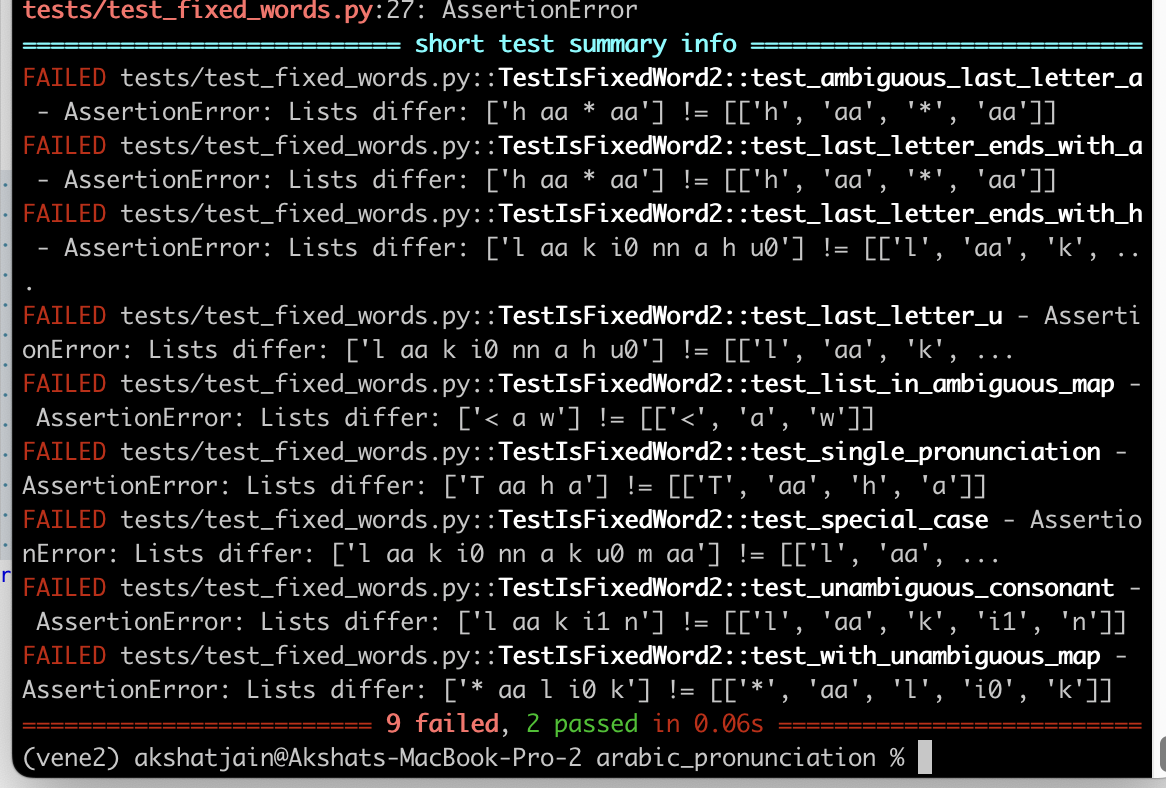 tests/test_fixed_words.py:27: AssertionError
=========================== short test summary info ============================
FAILED tests/test_fixed_words.py::TestIsFixedWord2::test_ambiguous_last_letter_a
 - AssertionError: Lists differ: ['h aa * aa'] != [['h', 'aa', '*', 'aa']]
FAILED tests/test_fixed_words.py::TestIsFixedWord2::test_last_letter_ends_with_a
 - AssertionError: Lists differ: ['h aa * aa'] != [['h', 'aa', '*', 'aa']]
FAILED tests/test_fixed_words.py::TestIsFixedWord2::test_last_letter_ends_with_h
 - AssertionError: Lists differ: ['l aa k i0 nn a h u0'] != [['l', 'aa', 'k', ..
.
FAILED tests/test_fixed_words.py::TestIsFixedWord2::test_last_letter_u - Asserti
onError: Lists differ: ['l aa k i0 nn a h u0'] != [['l', 'aa', 'k', ...
FAILED tests/test_fixed_words.py::TestIsFixedWord2::test_list_in_ambiguous_map -
 AssertionError: Lists differ: ['< a w'] != [['<', 'a', 'w']]
FAILED tests/test_fixed_words.py::TestIsFixedWord2::test_single_pronunciation -
AssertionError: Lists differ: ['T aa h a'] != [['T', 'aa', 'h', 'a']]
FAILED tests/test_fixed_words.py::TestIsFixedWord2::test_special_case - Assertio
nError: Lists differ: ['l aa k i0 nn a k u0 m aa'] != [['l', 'aa', ...
FAILED tests/test_fixed_words.py::TestIsFixedWord2::test_unambiguous_consonant -
 AssertionError: Lists differ: ['l aa k i1 n'] != [['l', 'aa', 'k', 'i1', 'n']]
FAILED tests/test_fixed_words.py::TestIsFixedWord2::test_with_unambiguous_map -
AssertionError: Lists differ: ['* aa l i0 k'] != [['*', 'aa', 'l', 'i0', 'k']]
========================= 9 failed, 2 passed in 0.06s ==========================
(vene2) akshatjain@Akshats-MacBook-Pro-2 arabic_pronunciation %